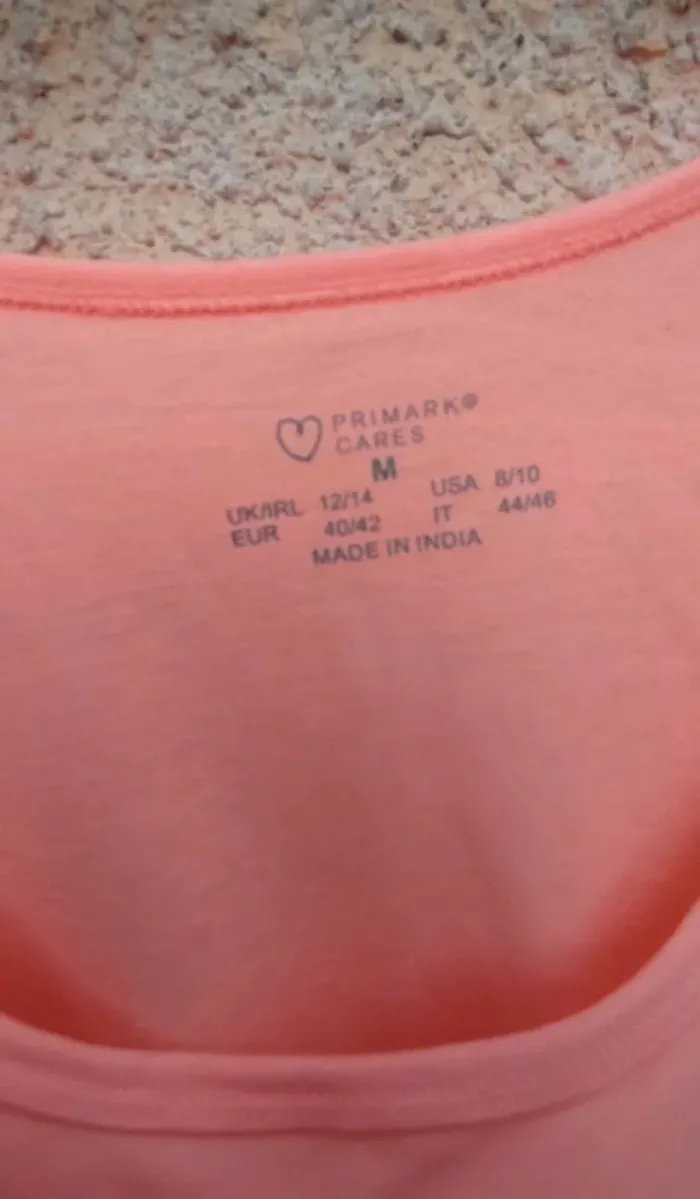 PRIMARK®
CARES
M
UK/IRL 12/14 USA 8/10
EUR 40/42 IT 44/46
MADE IN INDIA